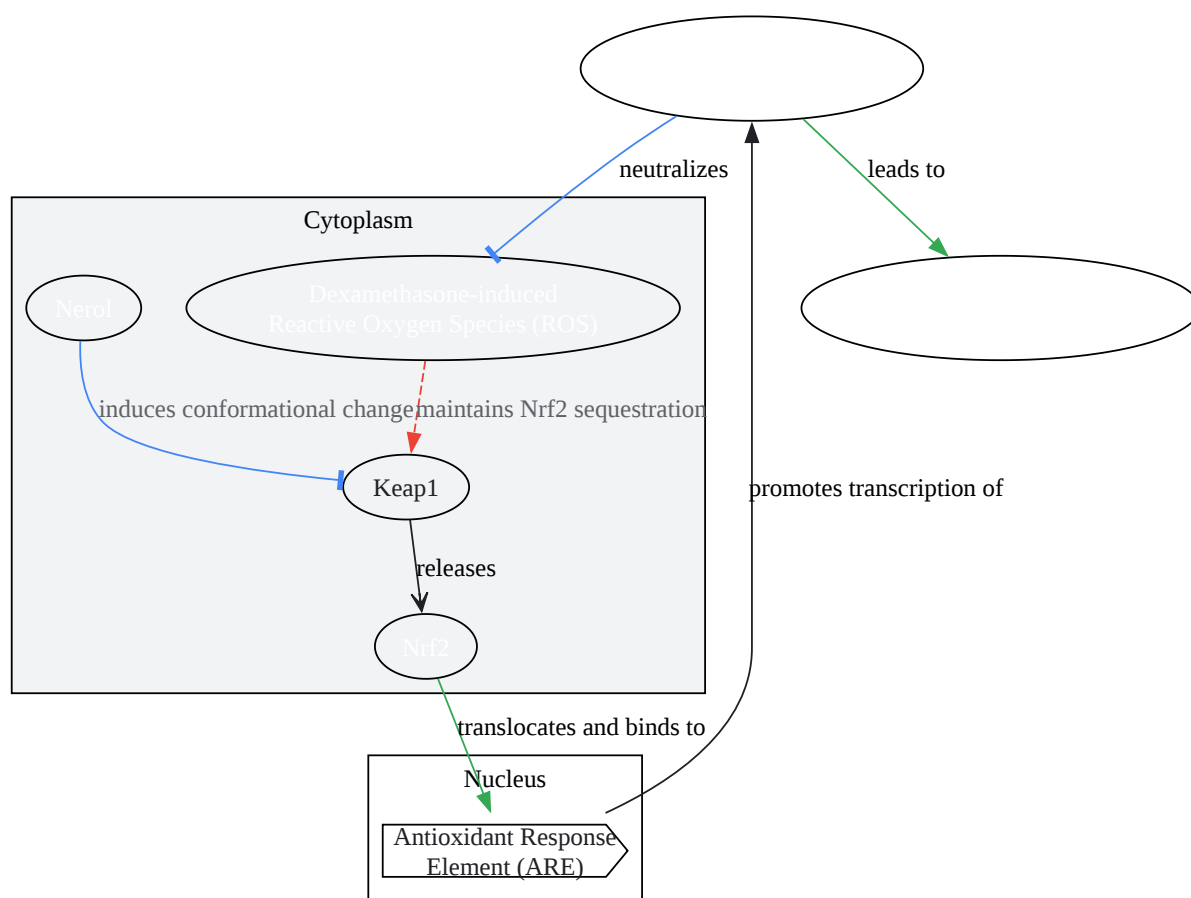 neutralizes
leads to
Cytoplasm
Nerol
Dexamethasone-induced
Reactive Oxygen Species (ROS)
induces conformational change
maintains Nrf2 sequestration
Keap1
promotes transcription of
releases
Nrf2
translocates and binds to
Nucleus
Antioxidant Response
Element (ARE)